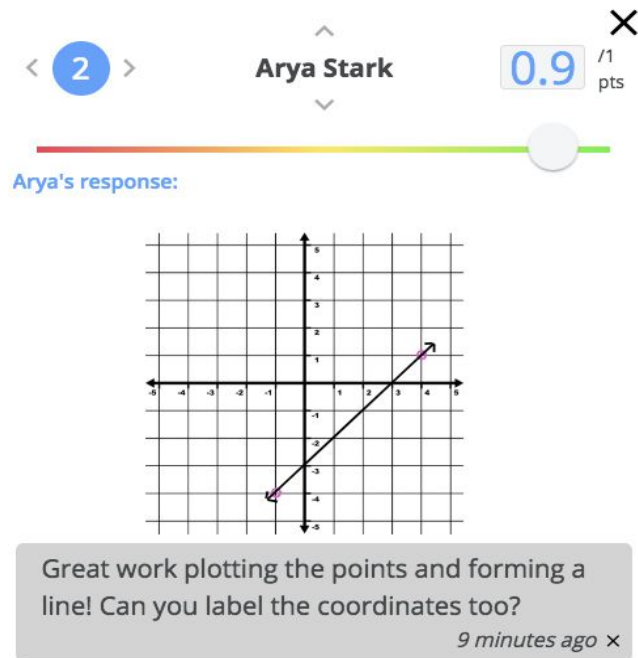 2
Arya Stark
0.9
/1
pts
Arya's response:
5
4
3
2
1
-5 -4 -3 -2 -1 1 2 3 4 5
-1
-2
-3
-4
-5
Great work plotting the points and forming a
line! Can you label the coordinates too?
9 minutes ago ×